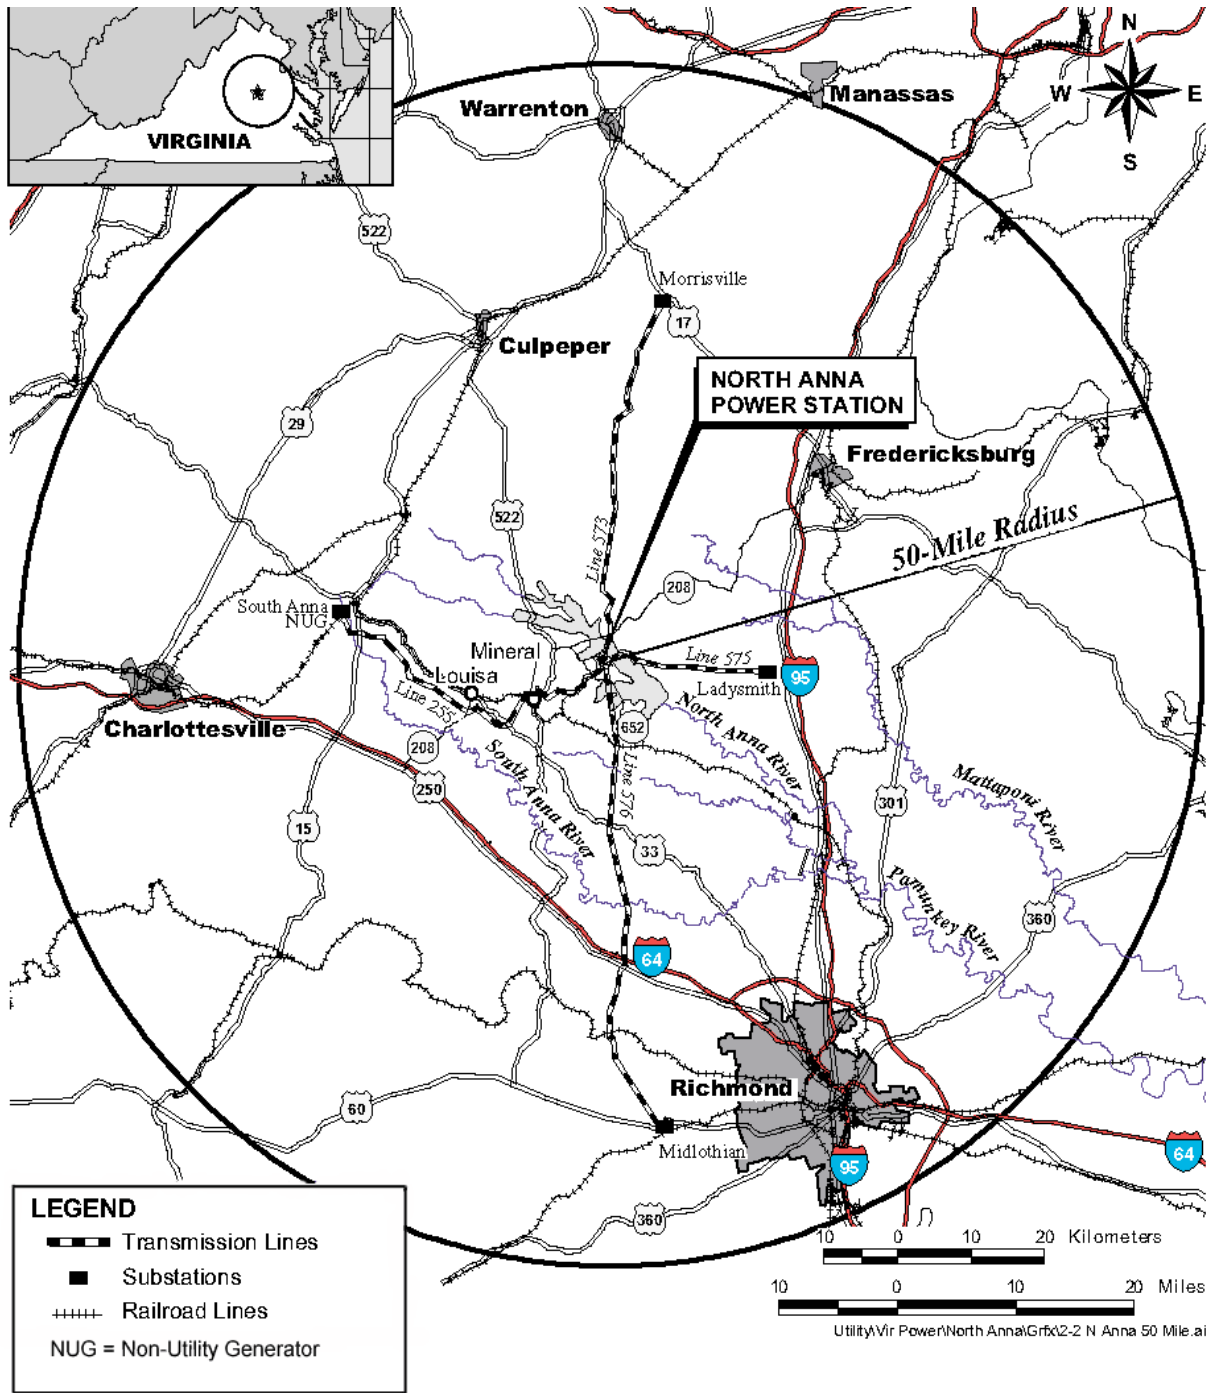 N
W
E
S
VIRGINIA
Warrenton
Manassas
522
Morrisville
17
Culpeper
NORTH ANNA
POWER STATION
29
Fredericksburg
522
Line 573
50-Mile Radius
208
South Anna
NUG
Mineral
Louisa
Line 575
Ladysmith
95
Line 255
Charlottesville
208
652
North Anna River
Line 576
South Anna River
250
Mattaponi River
301
15
33
Pamunkey River
360
64
Richmond
60
Midlothian
95
64
360
LEGEND
Transmission Lines
Substations
Railroad Lines
NUG = Non-Utility Generator
10 0 10 20 Kilometers
10 0 10 20 Miles
Utility\Vir Power\North Anna\Grfx\2-2 N Anna 50 Mile.ai